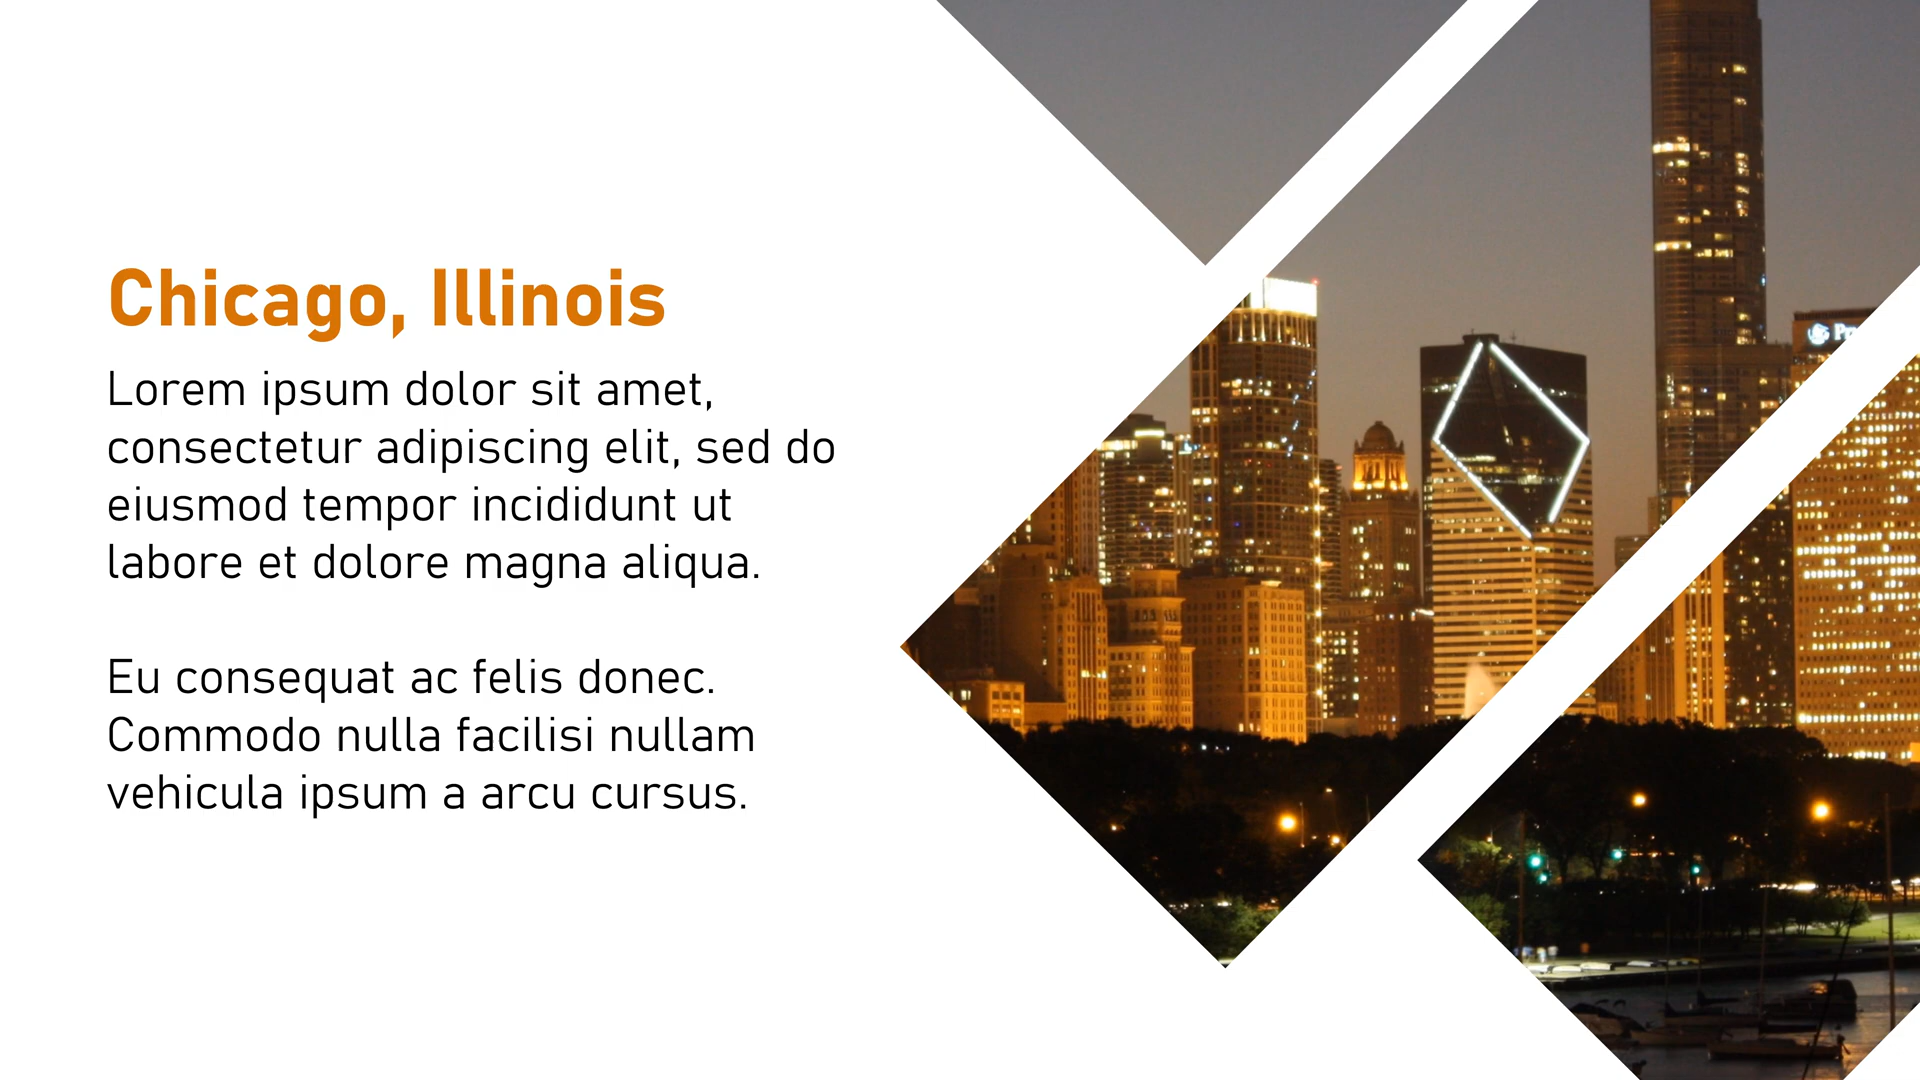 Chicago, Illinois
Lorem ipsum dolor sit amet,
consectetur adipiscing elit, sed do
eiusmod tempor incididunt ut
labore et dolore magna aliqua.
Eu consequat ac felis donec.
Commodo nulla facilisi nullam
vehicula ipsum a arcu cursus.